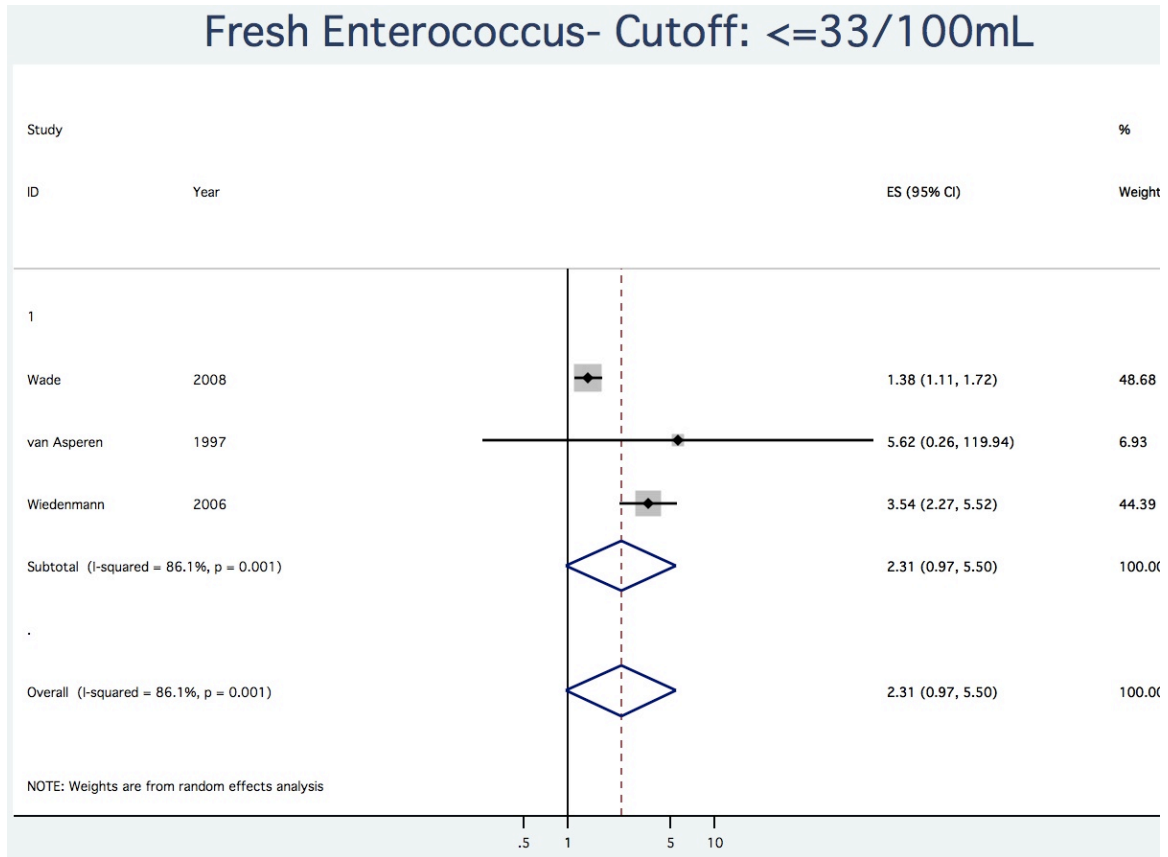 Fresh Enterococcus- Cutoff: <=33/100mL
Study %
ID Year ES (95% CI) Weight
1
Wade 2008 1.38 (1.11, 1.72) 48.68
van Asperen 1997 5.62 (0.26, 119.94) 6.93
Wiedenmann 2006 3.54 (2.27, 5.52) 44.39
Subtotal (I-squared = 86.1%, p = 0.001) 2.31 (0.97, 5.50) 100.00
.
Overall (I-squared = 86.1%, p = 0.001) 2.31 (0.97, 5.50) 100.00
NOTE: Weights are from random effects analysis
.5 1 5 10